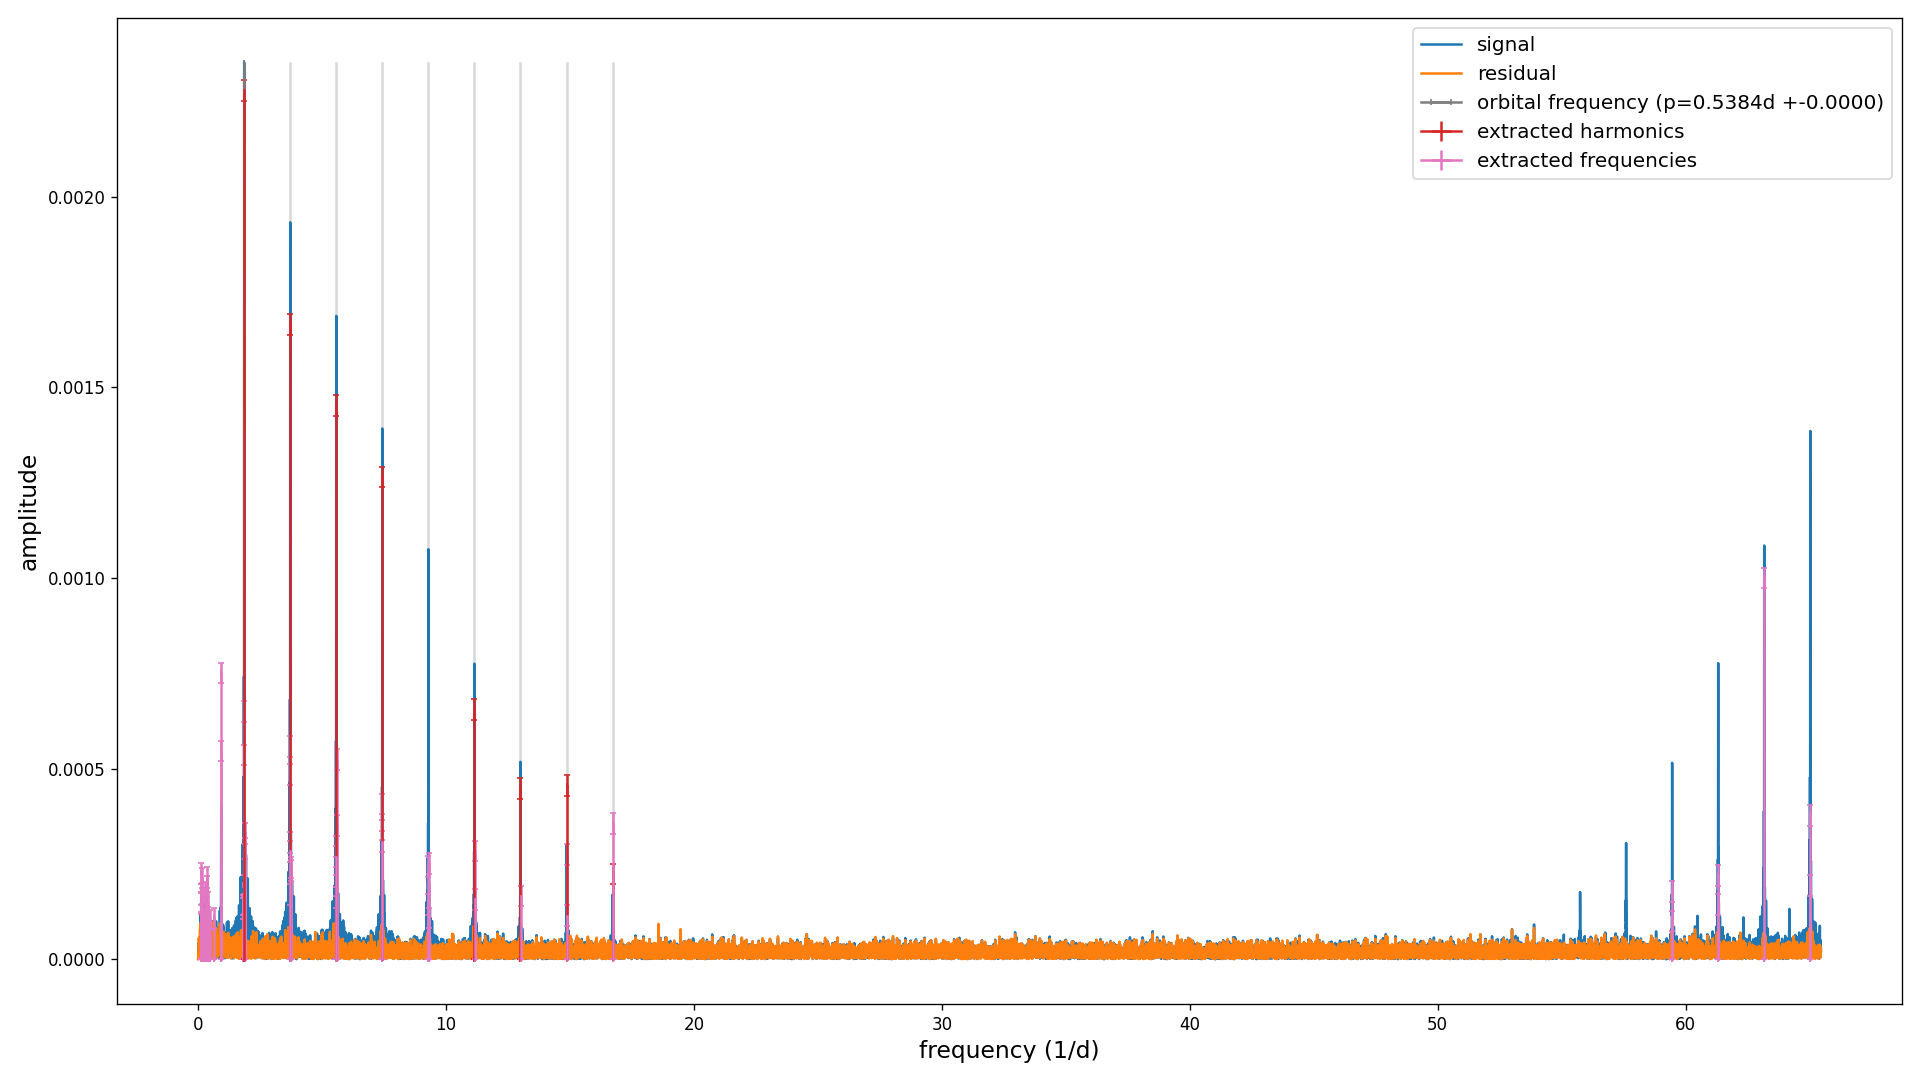 signal
residual
orbital frequency (p=0.5384d +-0.0000)
extracted harmonics
extracted frequencies
amplitude
0.0020
0.0015
0.0010
0.0005
0.0000
0 10 20 30 40 50 60
frequency (1/d)